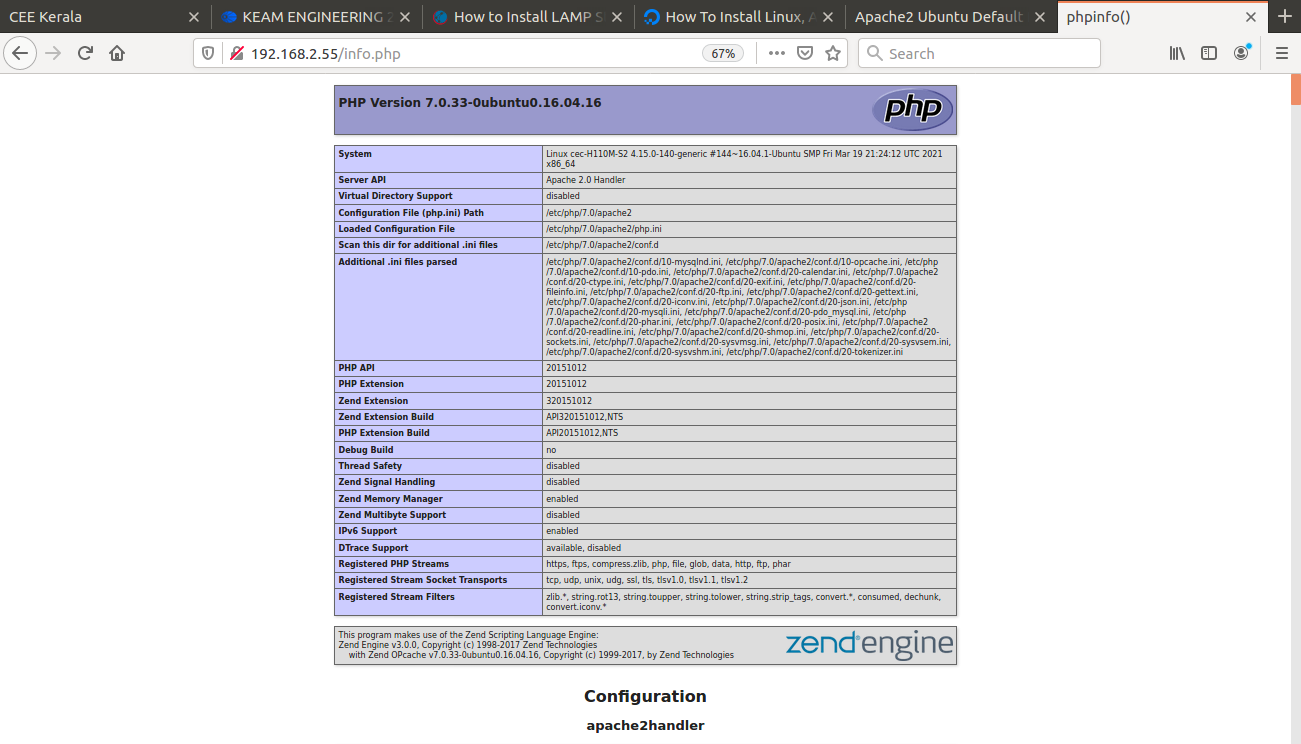 CEE Kerala
KEAM ENGINEERING 2
How to Install LAMP S
How To Install Linux, A
Apache2 Ubuntu Default
phpinfo()
192.168.2.55/info.php
67%
Search
PHP Version 7.0.33-0ubuntu0.16.04.16
php
System
Linux cec-H110M-S2 4.15.0-140-generic #144~16.04.1-Ubuntu SMP Fri Mar 19 21:24:12 UTC 2021
x86_64
Server API
Apache 2.0 Handler
Virtual Directory Support
disabled
Configuration File (php.ini) Path
/etc/php/7.0/apache2
Loaded Configuration File
/etc/php/7.0/apache2/php.ini
Scan this dir for additional .ini files
/etc/php/7.0/apache2/conf.d
Additional .ini files parsed
/etc/php/7.0/apache2/conf.d/10-mysqlnd.ini, /etc/php/7.0/apache2/conf.d/10-opcache.ini, /etc/php
/7.0/apache2/conf.d/10-pdo.ini, /etc/php/7.0/apache2/conf.d/20-calendar.ini, /etc/php/7.0/apache2
/conf.d/20-ctype.ini, /etc/php/7.0/apache2/conf.d/20-exif.ini, /etc/php/7.0/apache2/conf.d/20-
fileinfo.ini, /etc/php/7.0/apache2/conf.d/20-ftp.ini, /etc/php/7.0/apache2/conf.d/20-gettext.ini,
/etc/php/7.0/apache2/conf.d/20-iconv.ini, /etc/php/7.0/apache2/conf.d/20-json.ini, /etc/php
/7.0/apache2/conf.d/20-mysqli.ini, /etc/php/7.0/apache2/conf.d/20-pdo_mysql.ini, /etc/php
/7.0/apache2/conf.d/20-phar.ini, /etc/php/7.0/apache2/conf.d/20-posix.ini, /etc/php/7.0/apache2
/conf.d/20-readline.ini, /etc/php/7.0/apache2/conf.d/20-shmop.ini, /etc/php/7.0/apache2/conf.d/20-
sockets.ini, /etc/php/7.0/apache2/conf.d/20-sysvmsg.ini, /etc/php/7.0/apache2/conf.d/20-sysvsem.ini,
/etc/php/7.0/apache2/conf.d/20-sysvshm.ini, /etc/php/7.0/apache2/conf.d/20-tokenizer.ini
PHP API
20151012
PHP Extension
20151012
Zend Extension
320151012
Zend Extension Build
API320151012,NTS
PHP Extension Build
API20151012,NTS
Debug Build
no
Thread Safety
disabled
Zend Signal Handling
disabled
Zend Memory Manager
enabled
Zend Multibyte Support
disabled
IPv6 Support
enabled
DTrace Support
available, disabled
Registered PHP Streams
https, ftps, compress.zlib, php, file, glob, data, http, ftp, phar
Registered Stream Socket Transports
tcp, udp, unix, udg, ssl, tls, tlsv1.0, tlsv1.1, tlsv1.2
Registered Stream Filters
zlib.*, string.rot13, string.toupper, string.tolower, string.strip_tags, convert.*, consumed, dechunk,
convert.iconv.*
This program makes use of the Zend Scripting Language Engine:
Zend Engine v3.0.0, Copyright (c) 1998-2017 Zend Technologies
with Zend OPcache v7.0.33-0ubuntu0.16.04.16, Copyright (c) 1999-2017, by Zend Technologies
zend engine
Configuration
apache2handler